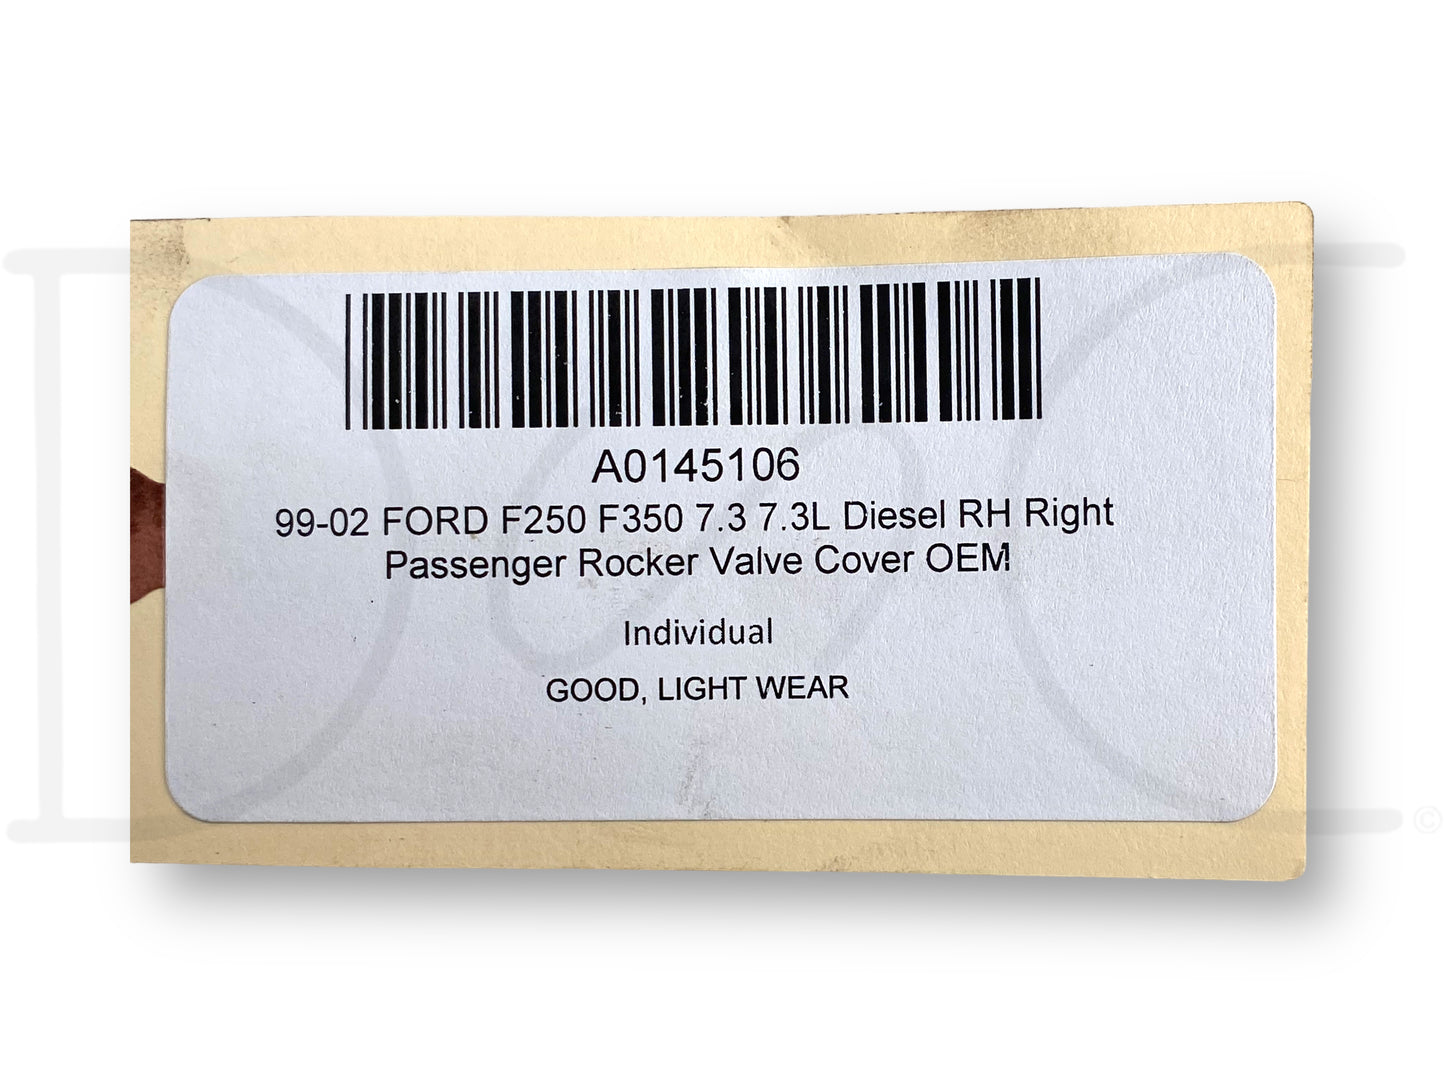 A0145106
99-02 FORD F250 F350 7.3 7.3L Diesel RH Right
Passenger Rocker Valve Cover OEM
Individual
GOOD, LIGHT WEAR
©